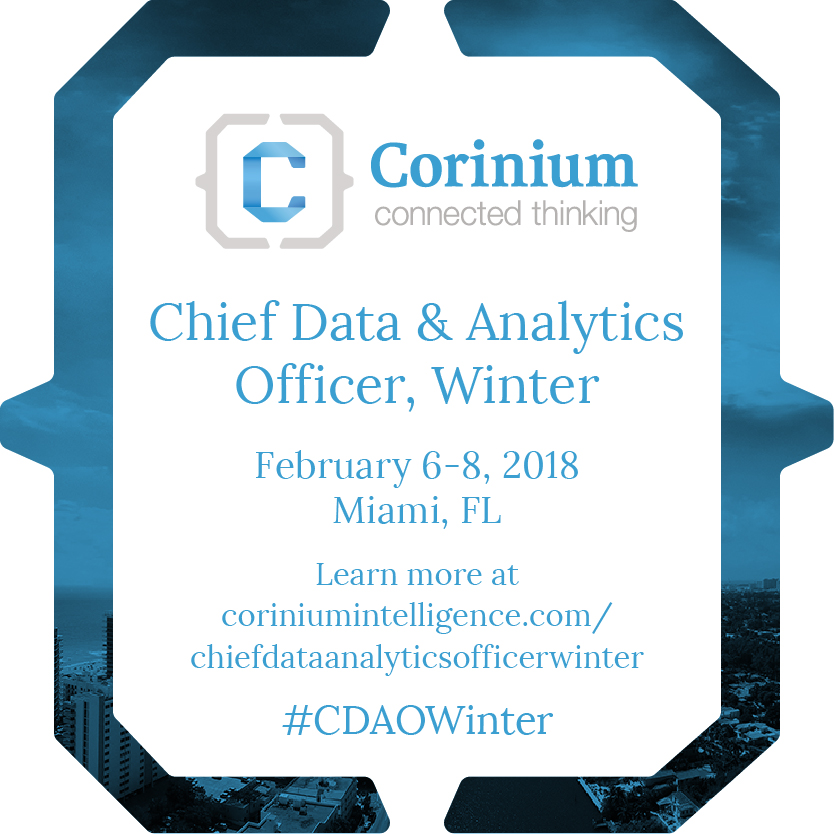 C
Corinium
connected thinking
Chief Data & Analytics
Officer, Winter
February 6-8, 2018
Miami, FL
Learn more at
coriniumintelligence.com/
chiefdataanalyticsofficerwinter
#CDAOWinter